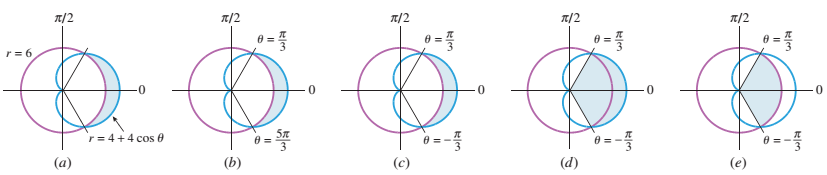 π/2
r = 6
0
r = 4 + 4 cos θ
(a)
π/2
θ = π/3
0
θ = 5π/3
(b)
π/2
θ = π/3
0
θ = −π/3
(c)
π/2
θ = π/3
0
θ = −π/3
(d)
π/2
θ = π/3
0
θ = −π/3
(e)